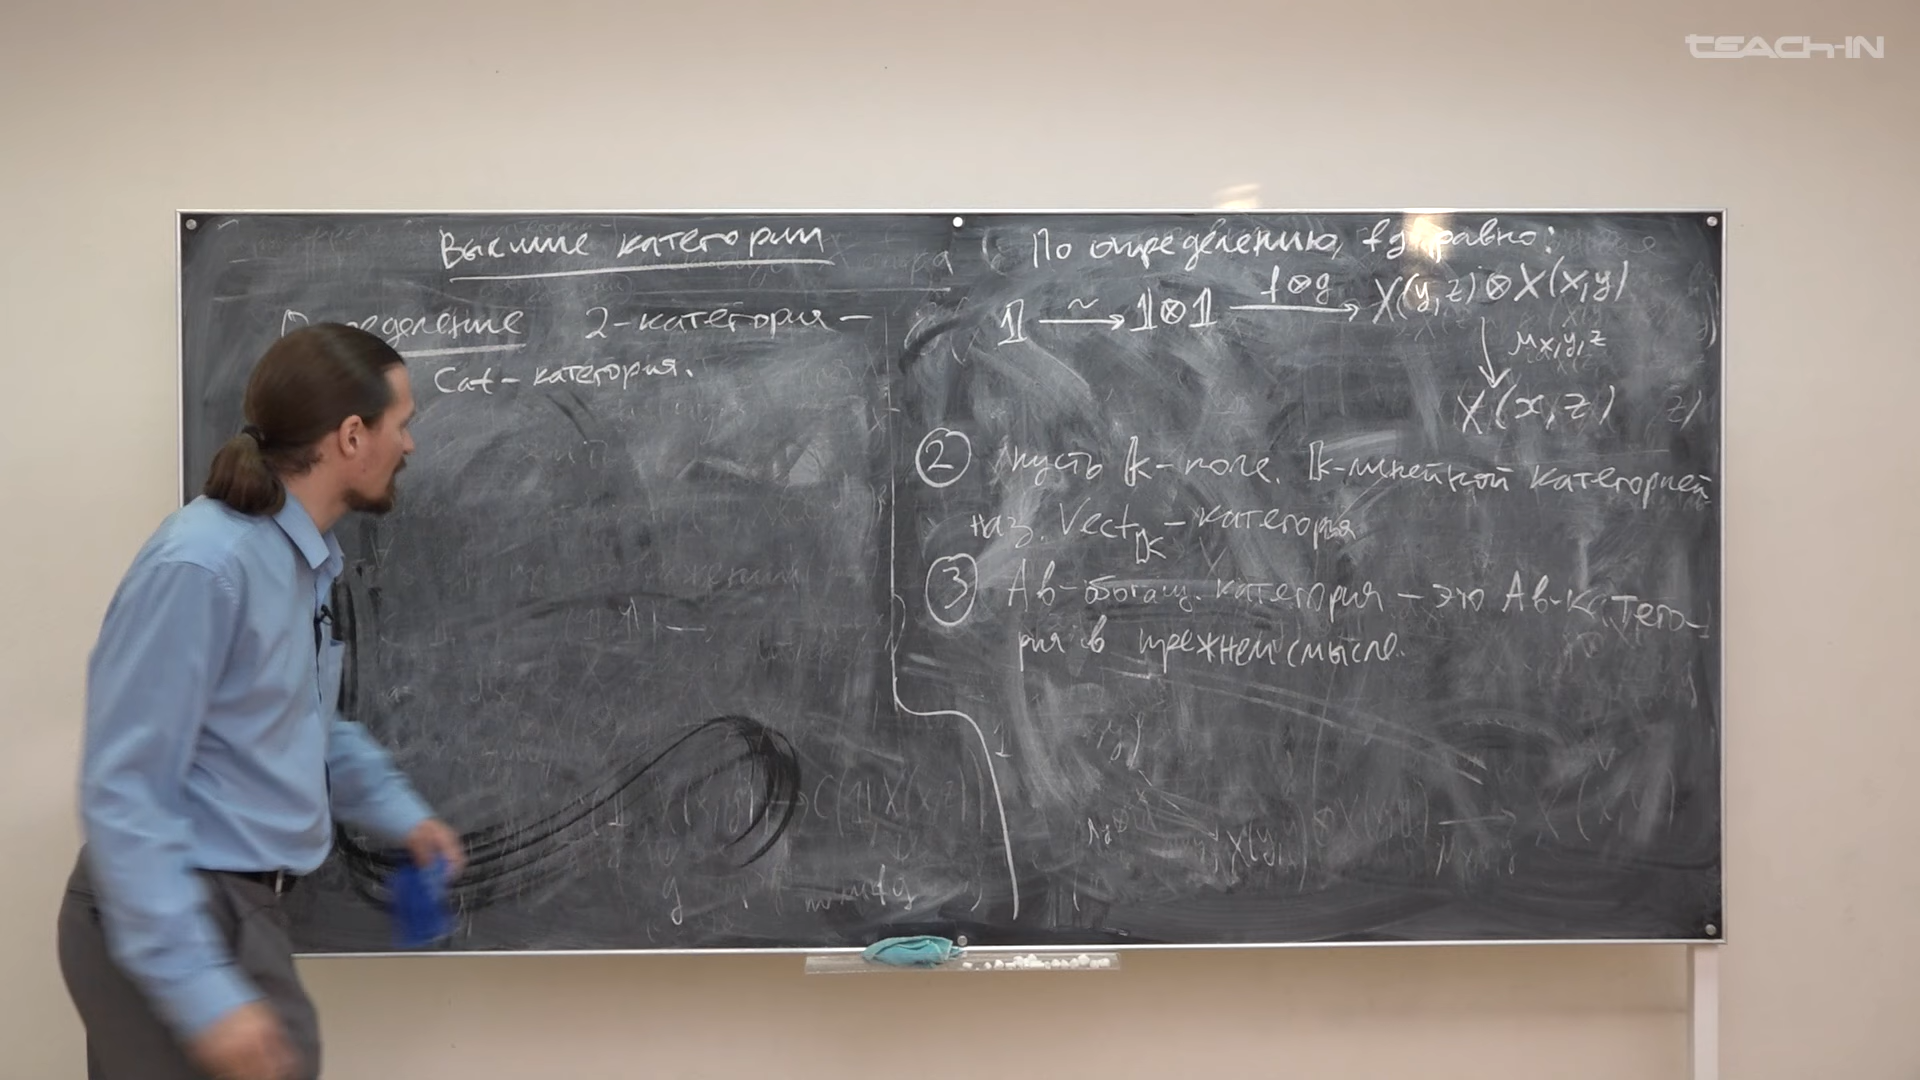 Высшие категории
Определение 2-категория –
Cat – категория.
По определению, fg равно:
𝟙 ~→ 𝟙⊗𝟙 f⊗g→ X(y,z)⊗X(x,y)
↓ μx,y,z
X(x,z)
② Пусть 𝕜 – поле. 𝕜-линейной категорией
наз. Vect𝕜 – категория
③ Ab-обогащ. категория – это Ab-катего-
рия в прежнем смысле.
TEACH-IN